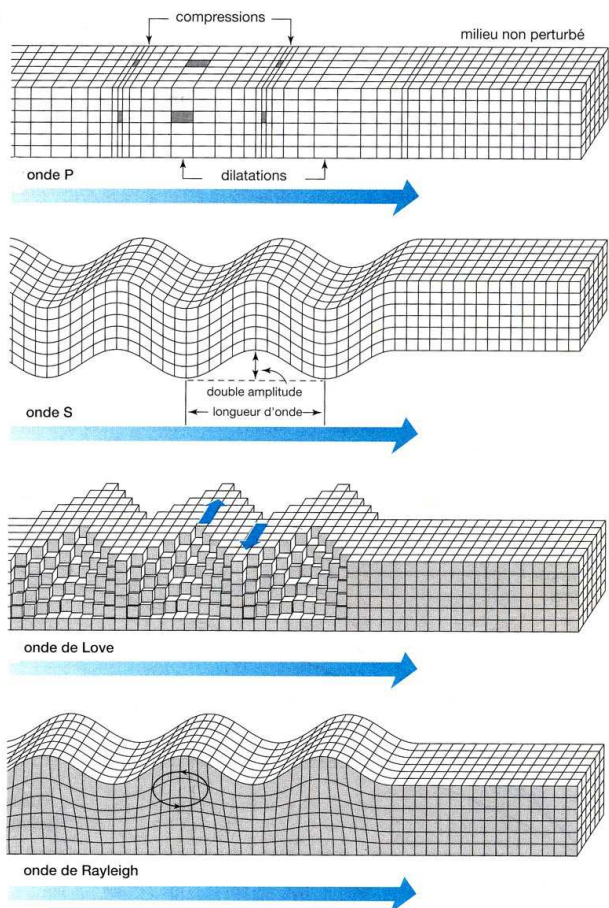 compressions
milieu non perturbé
onde P
dilatations
double amplitude
onde S
longueur d'onde
onde de Love
onde de Rayleigh